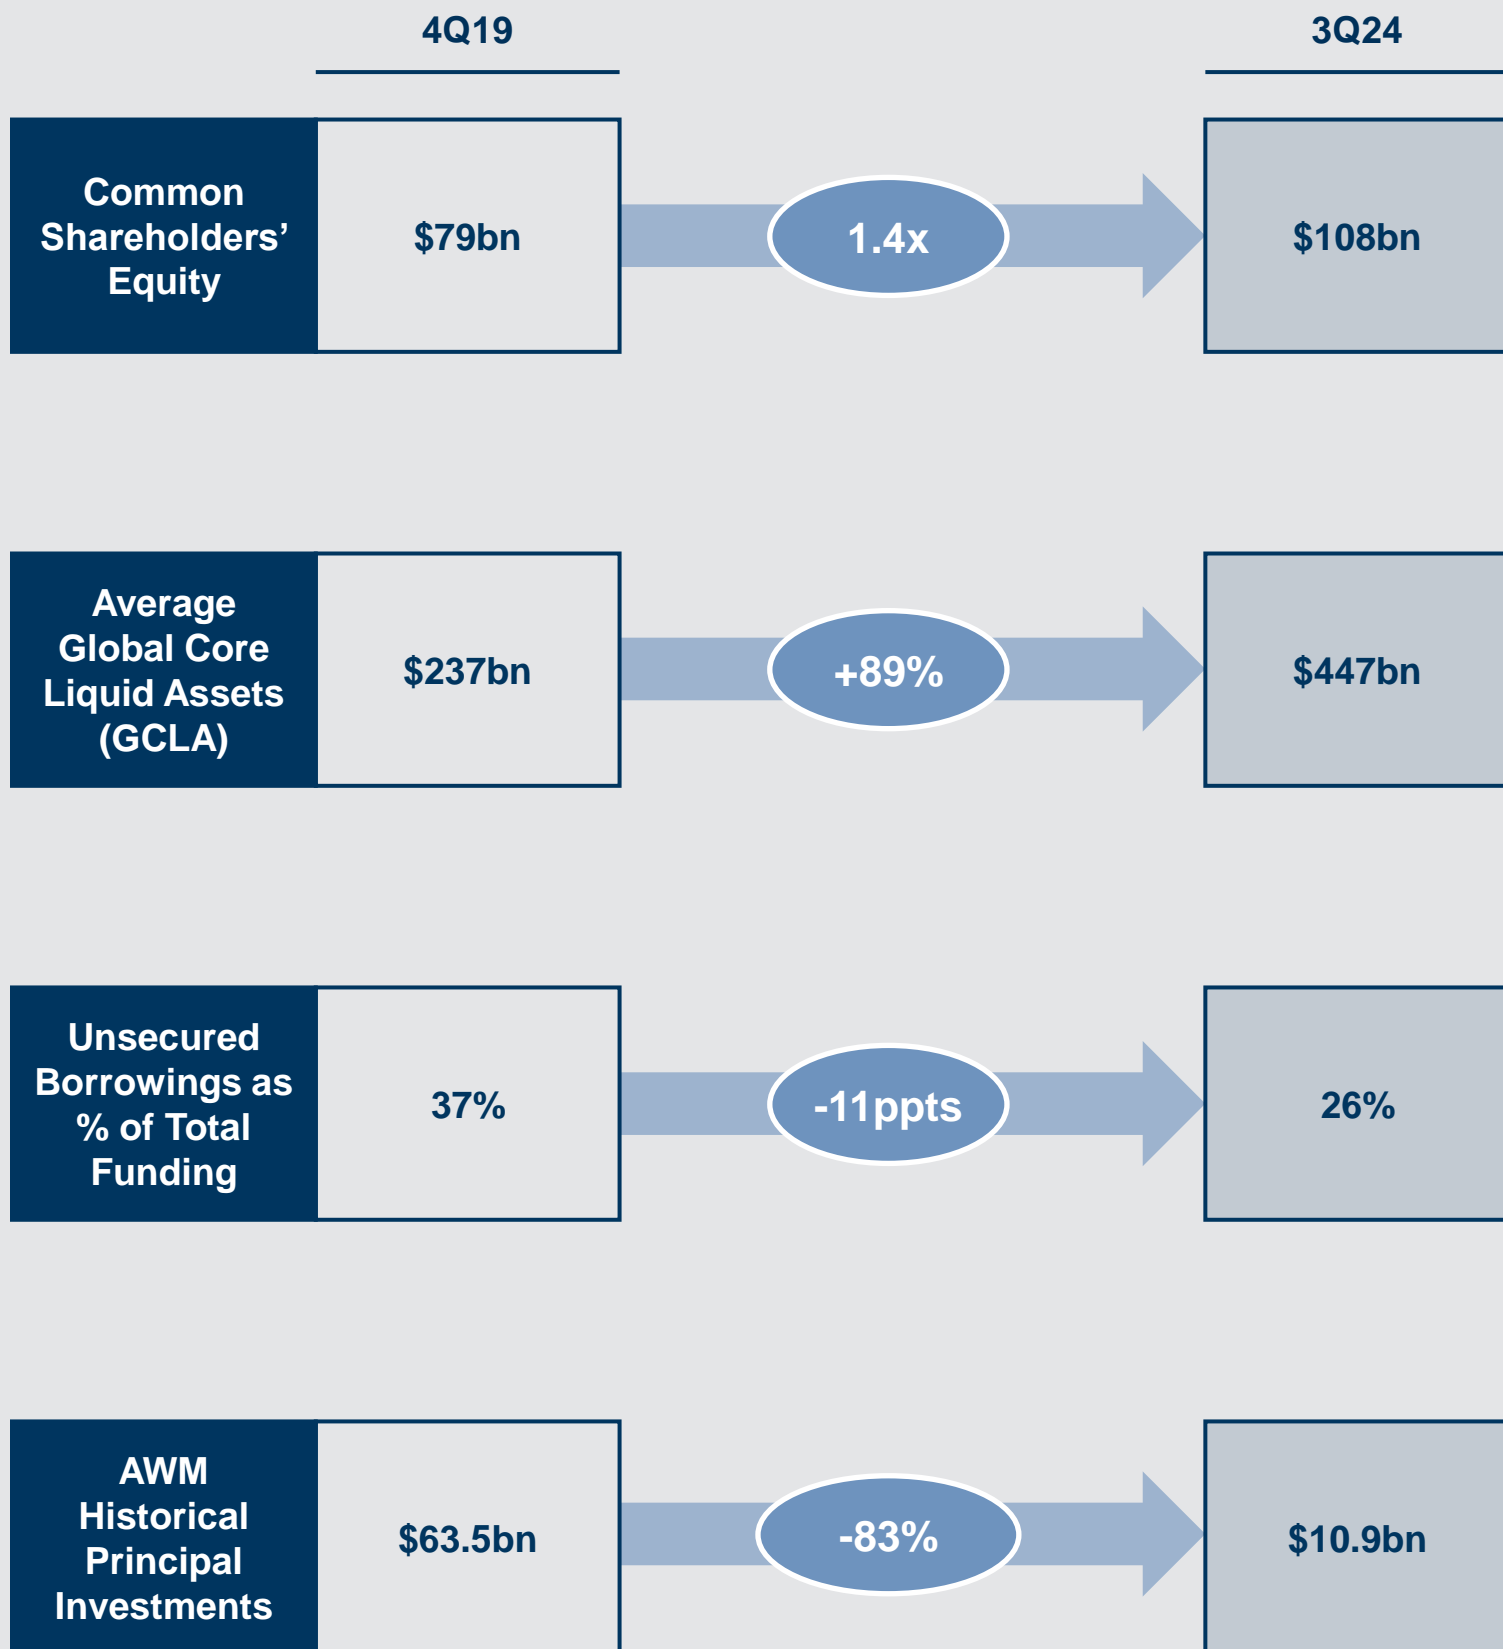 4Q19
3Q24
Common
Shareholders’
Equity
$79bn
1.4x
$108bn
Average
Global Core
Liquid Assets
(GCLA)
$237bn
+89%
$447bn
Unsecured
Borrowings as
% of Total
Funding
37%
-11ppts
26%
AWM
Historical
Principal
Investments
$63.5bn
-83%
$10.9bn